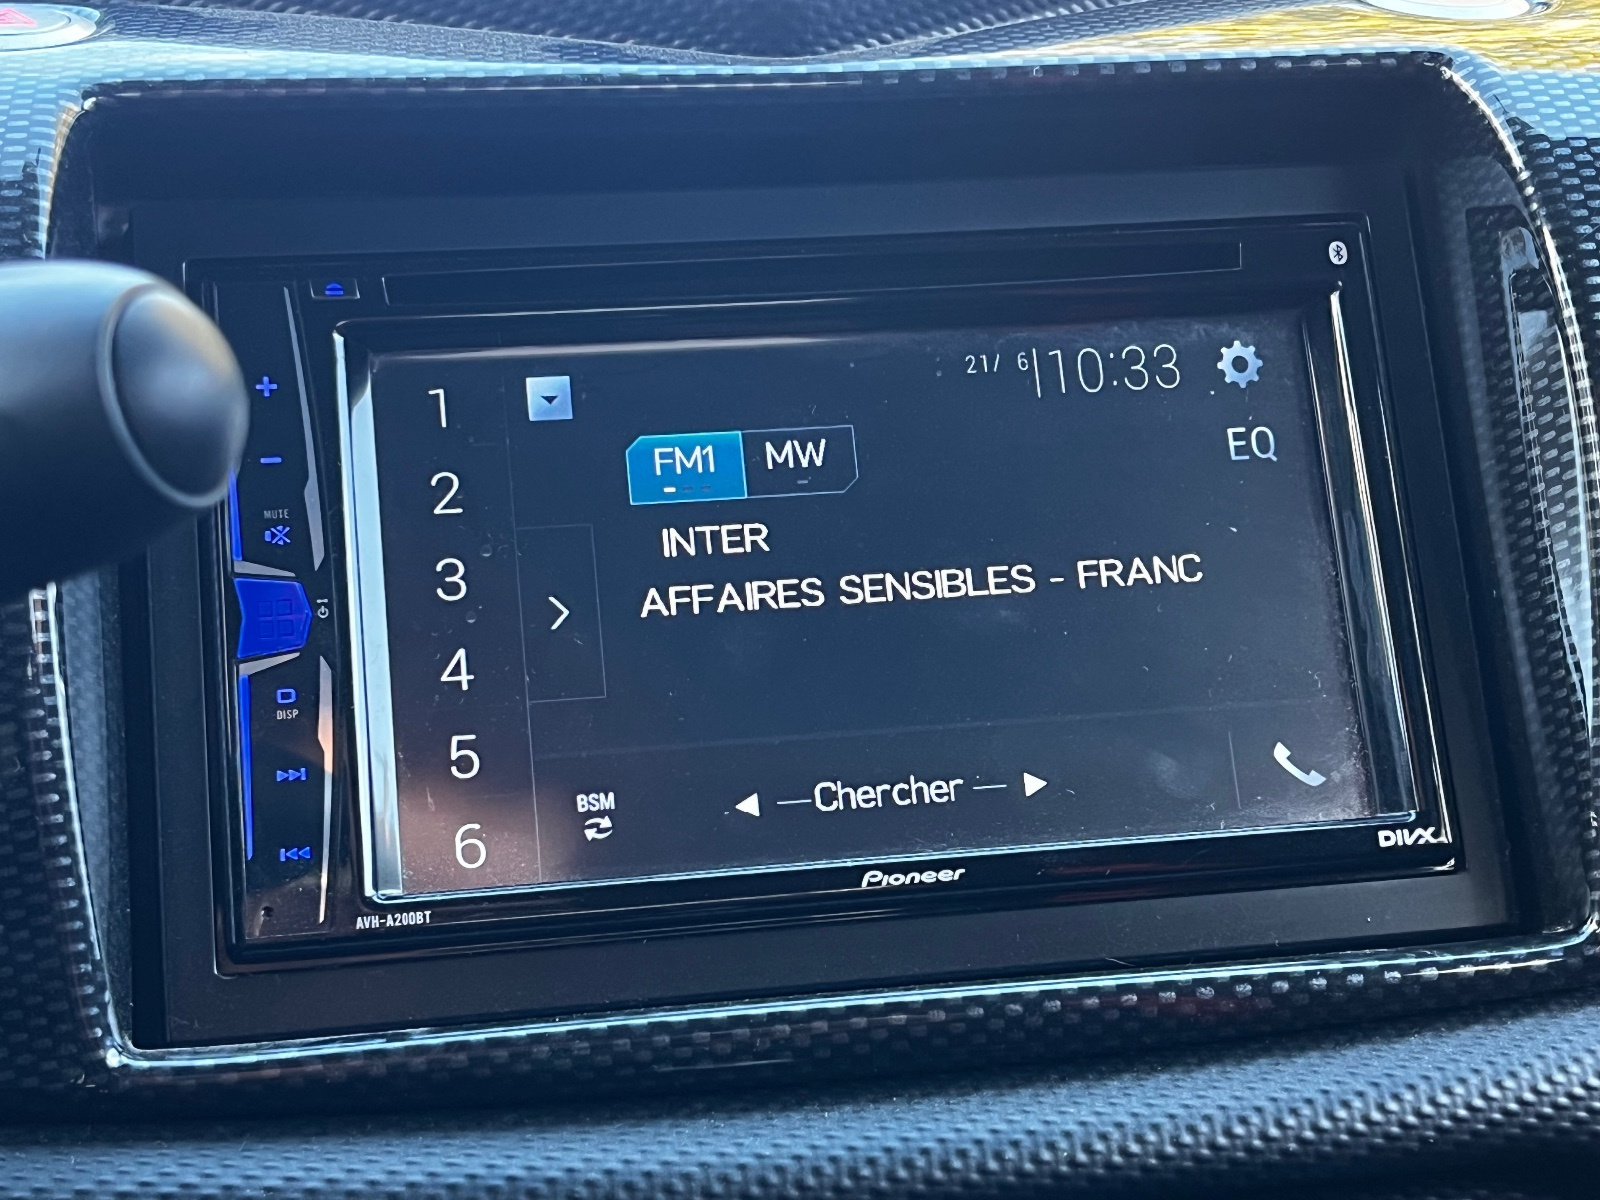 21/ 6 10:33
EQ
FM1 MW
INTER
AFFAIRES SENSIBLES - FRANC
1
2
3
4
5
6
BSM
Chercher
MUTE
DISP
AVH-A200BT
Pioneer
DIVX